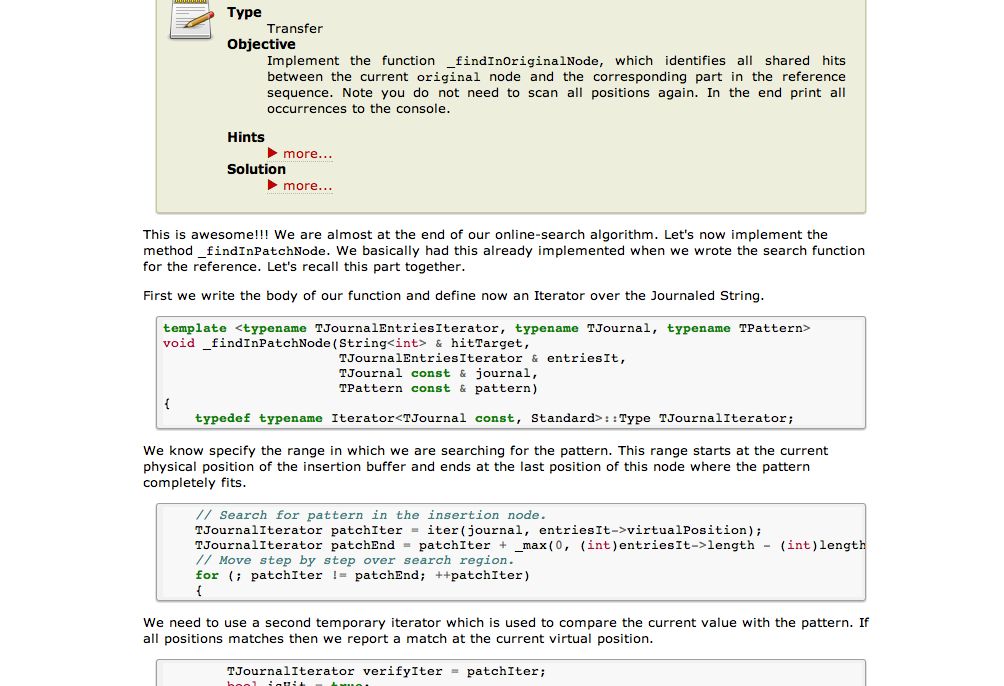 Type
Transfer
Objective
Implement the function _findInOriginalNode, which identifies all shared hits
between the current original node and the corresponding part in the reference
sequence. Note you do not need to scan all positions again. In the end print all
occurrences to the console.
Hints
more...
Solution
more...
This is awesome!!! We are almost at the end of our online-search algorithm. Let's now implement the
method _findInPatchNode. We basically had this already implemented when we wrote the search function
for the reference. Let's recall this part together.
First we write the body of our function and define now an Iterator over the Journaled String.
template <typename TJournalEntriesIterator, typename TJournal, typename TPattern>
void _findInPatchNode(String<int> & hitTarget,
TJournalEntriesIterator & entriesIt,
TJournal const & journal,
TPattern const & pattern)
{
typedef typename Iterator<TJournal const, Standard>::Type TJournalIterator;
We know specify the range in which we are searching for the pattern. This range starts at the current
physical position of the insertion buffer and ends at the last position of this node where the pattern
completely fits.
// Search for pattern in the insertion node.
TJournalIterator patchIter = iter(journal, entriesIt->virtualPosition);
TJournalIterator patchEnd = patchIter + _max(0, (int)entriesIt->length - (int)length
// Move step by step over search region.
for (; patchIter != patchEnd; ++patchIter)
{
We need to use a second temporary iterator which is used to compare the current value with the pattern. If
all positions matches then we report a match at the current virtual position.
TJournalIterator verifyIter = patchIter;
bool isHit = true;